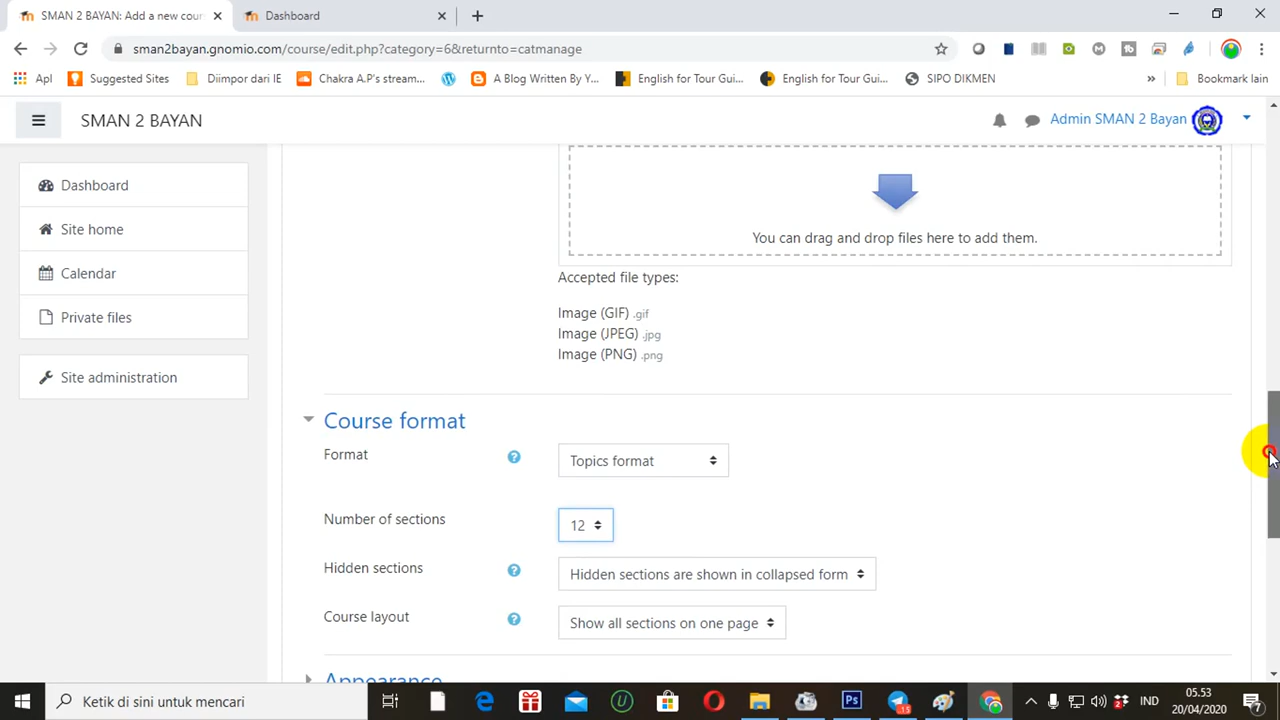 SMAN 2 BAYAN: Add a new cour
Dashboard
sman2bayan.gnomio.com/course/edit.php?category=6&returnto=catmanage
Apl
Suggested Sites
Diimpor dari IE
Chakra A.P's stream...
A Blog Written By Y...
English for Tour Gui...
English for Tour Gui...
SIPO DIKMEN
»
Bookmark lain
SMAN 2 BAYAN
Admin SMAN 2 Bayan
Dashboard
Site home
Calendar
Private files
Site administration
You can drag and drop files here to add them.
Accepted file types:
Image (GIF) .gif
Image (JPEG) .jpg
Image (PNG) .png
Course format
Format
Topics format
Number of sections
12
Hidden sections
Hidden sections are shown in collapsed form
Course layout
Show all sections on one page
Appearance
Ketik di sini untuk mencari
15
IND
05.53
20/04/2020
7